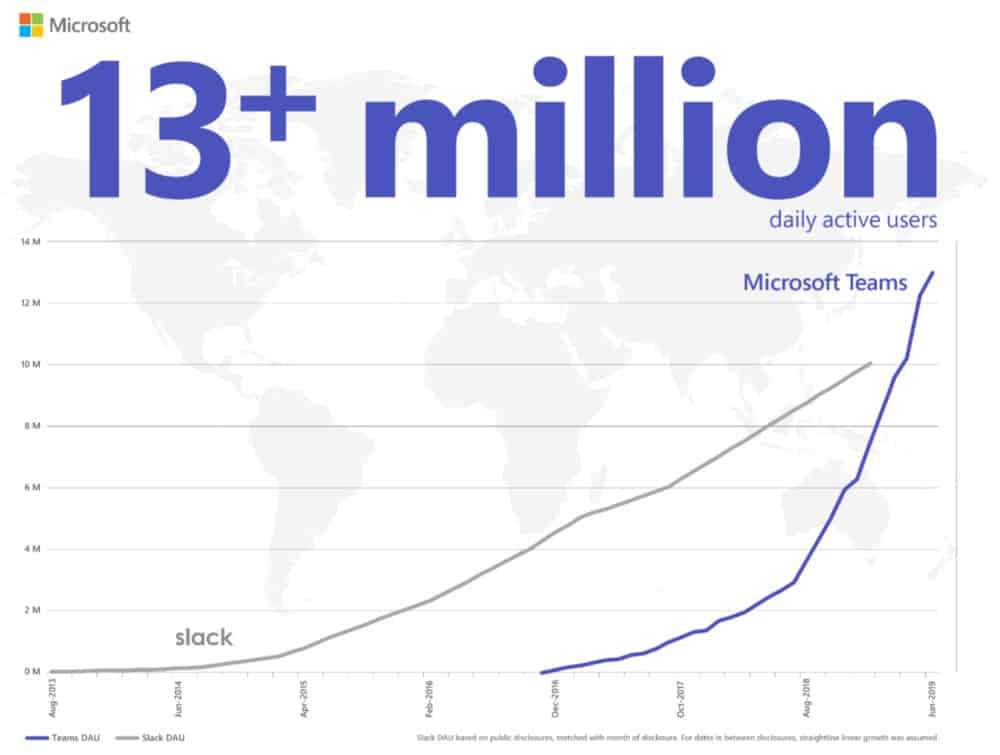 Microsoft
13+ million
daily active users
14 M
Microsoft Teams
12 M
10 M
8 M
6 M
4 M
2 M
slack
0 M
Aug-2013
Jun-2014
Apr-2015
Feb-2016
Dec-2016
Oct-2017
Aug-2018
Jun-2019
Teams DAU
Slack DAU
Slack DAU based on public disclosures, matched with month of disclosure. For dates in between disclosures, straightline linear growth was assumed.